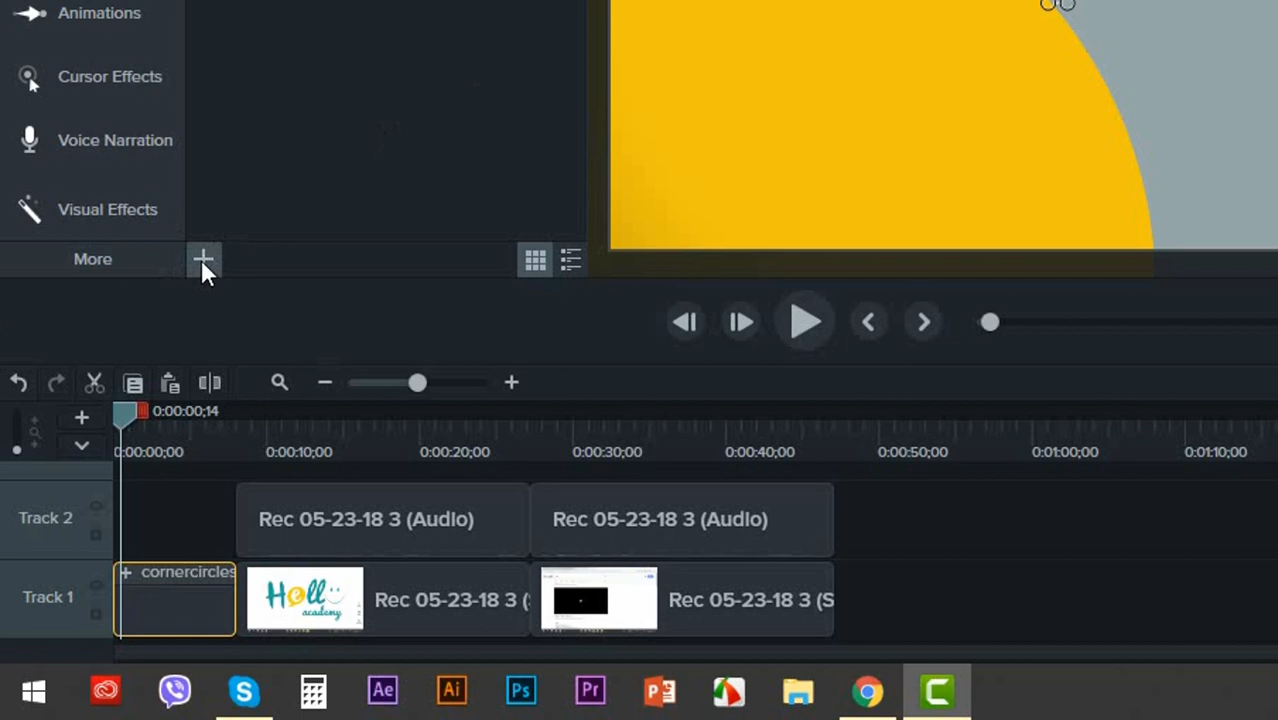 Animations
Cursor Effects
Voice Narration
Visual Effects
More
0:00:00;14
0:00:00;00 0:00:10;00 0:00:20;00 0:00:30;00 0:00:40;00 0:00:50;00 0:01:00;00 0:01:10;00
Track 2
Rec 05-23-18 3 (Audio)
Rec 05-23-18 3 (Audio)
Track 1
cornercircles
Hello
academy
Rec 05-23-18 3 (
Rec 05-23-18 3 (S
Ae
Ai
Ps
Pr
P